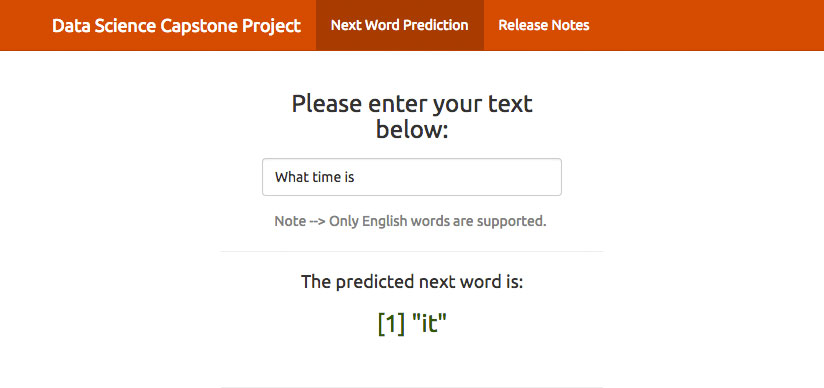 Data Science Capstone Project Next Word Prediction Release Notes
Please enter your text
below:
What time is
Note --> Only English words are supported.
The predicted next word is:
[1] "it"